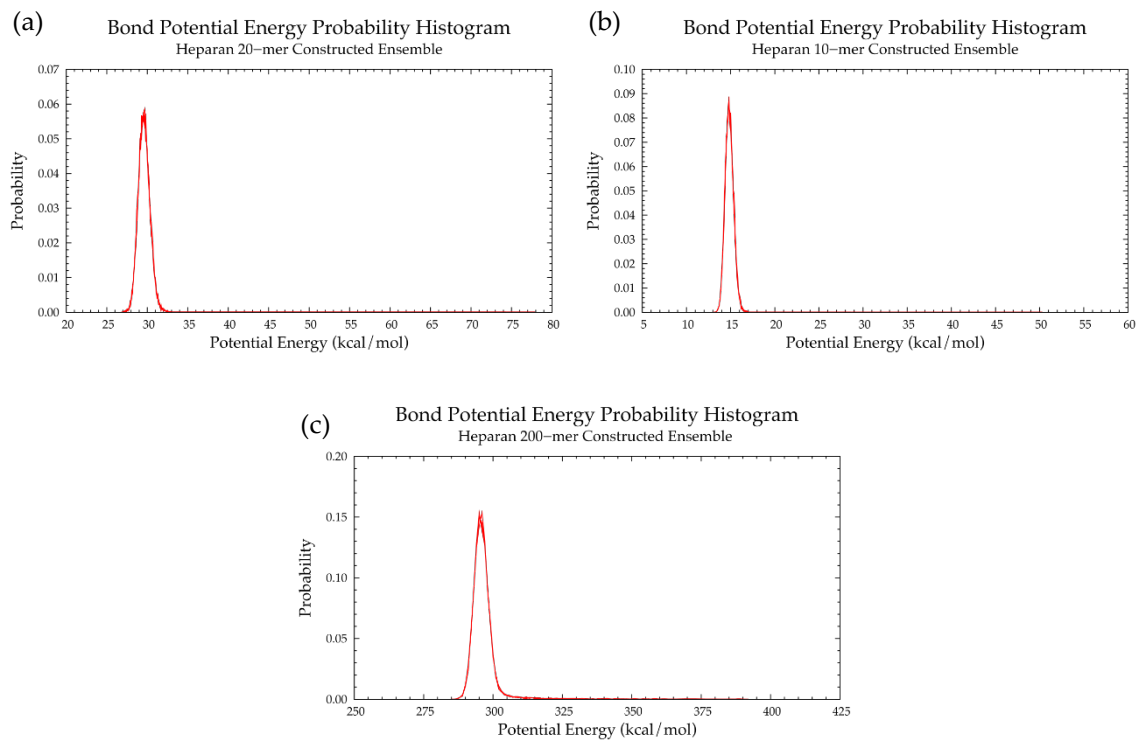 (a)
Bond Potential Energy Probability Histogram
Heparan 20−mer Constructed Ensemble
0.07
0.06
0.05
0.04
0.03
0.02
0.01
0.00
Probability
20 25 30 35 40 45 50 55 60 65 70 75 80
Potential Energy (kcal/mol)
(b)
Bond Potential Energy Probability Histogram
Heparan 10−mer Constructed Ensemble
0.10
0.09
0.08
0.07
0.06
0.05
0.04
0.03
0.02
0.01
0.00
Probability
5 10 15 20 25 30 35 40 45 50 55 60
Potential Energy (kcal/mol)
(c)
Bond Potential Energy Probability Histogram
Heparan 200−mer Constructed Ensemble
0.20
0.15
0.10
0.05
0.00
Probability
250 275 300 325 350 375 400 425
Potential Energy (kcal/mol)